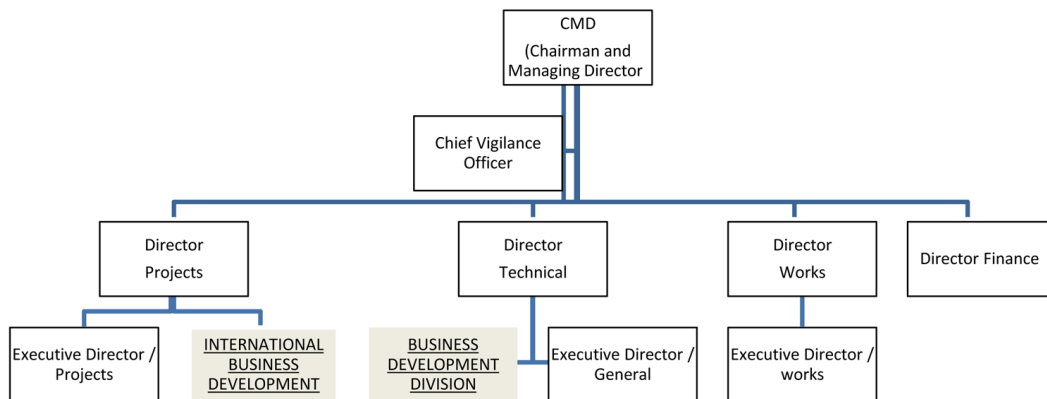 CMD
(Chairman and
Managing Director
Chief Vigilance
Officer
Director
Projects
Director
Technical
Director
Works
Director Finance
Executive Director /
Projects
INTERNATIONAL
BUSINESS
DEVELOPMENT
BUSINESS
DEVELOPMENT
DIVISION
Executive Director /
General
Executive Director /
works